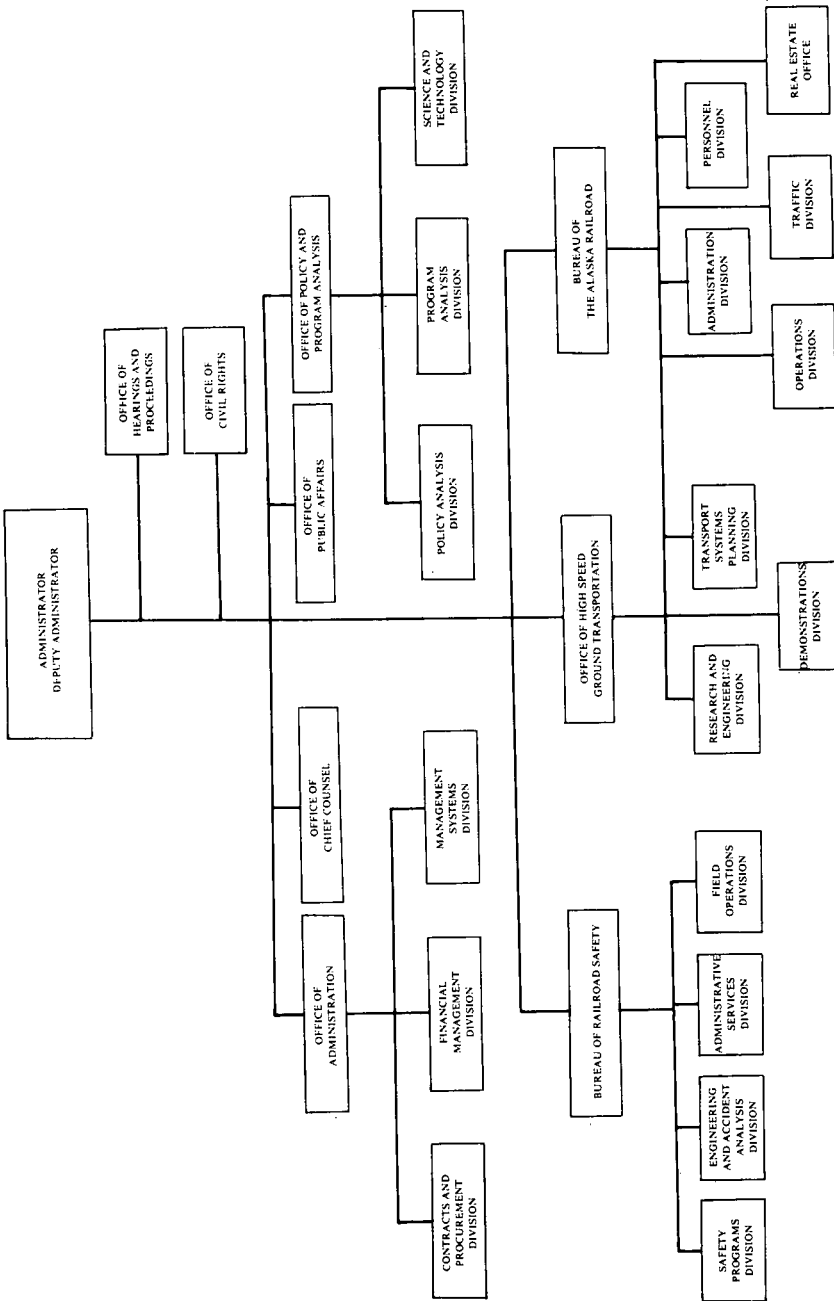 ADMINISTRATOR
DEPUTY ADMINISTRATOR
OFFICE OF
HEARINGS AND
PROCEEDINGS
OFFICE OF
CIVIL RIGHTS
OFFICE OF
ADMINISTRATION
OFFICE OF
CHIEF COUNSEL
OFFICE OF
PUBLIC AFFAIRS
OFFICE OF POLICY AND
PROGRAM ANALYSIS
CONTRACTS AND
PROCUREMENT
DIVISION
FINANCIAL
MANAGEMENT
DIVISION
MANAGEMENT
SYSTEMS
DIVISION
POLICY ANALYSIS
DIVISION
PROGRAM
ANALYSIS
DIVISION
SCIENCE AND
TECHNOLOGY
DIVISION
BUREAU OF RAILROAD SAFETY
OFFICE OF HIGH SPEED
GROUND TRANSPORTATION
BUREAU OF
THE ALASKA RAILROAD
SAFETY
PROGRAMS
DIVISION
ENGINEERING
AND ACCIDENT
ANALYSIS
DIVISION
ADMINISTRATIVE
SERVICES
DIVISION
FIELD
OPERATIONS
DIVISION
RESEARCH AND
ENGINEERING
DIVISION
DEMONSTRATIONS
DIVISION
TRANSPORT
SYSTEMS
PLANNING
DIVISION
OPERATIONS
DIVISION
ADMINISTRATION
DIVISION
TRAFFIC
DIVISION
PERSONNEL
DIVISION
REAL ESTATE
OFFICE